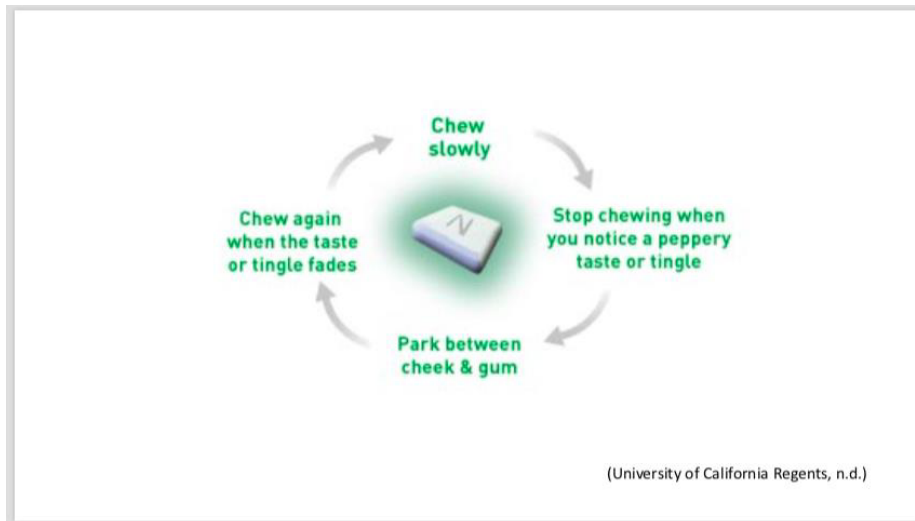 Chew
slowly
Stop chewing when
you notice a peppery
taste or tingle
Park between
cheek & gum
Chew again
when the taste
or tingle fades
N
(University of California Regents, n.d.)